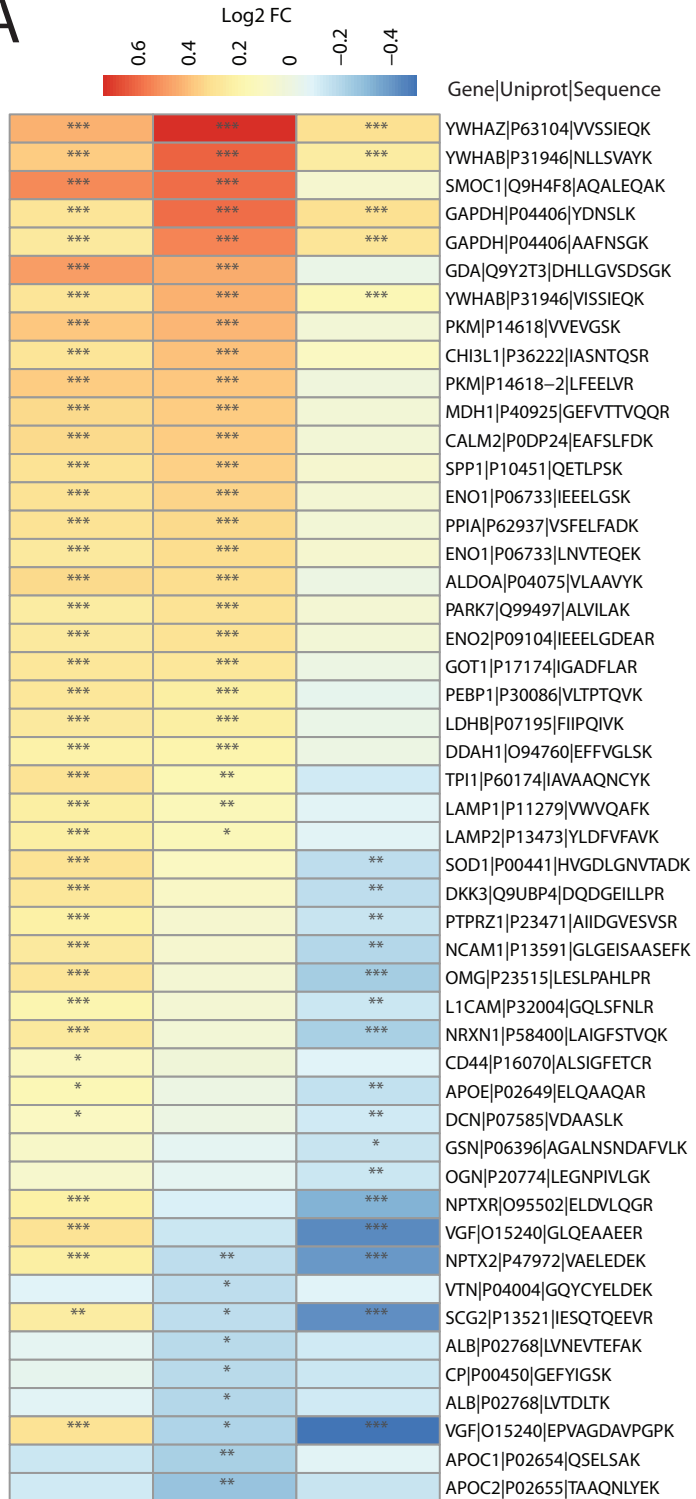 A
Log2 FC
0.6 0.4 0.2 0 −0.2 −0.4
Gene|Uniprot|Sequence
*** *** *** YWHAZ|P63104|VVSSIEQK
*** *** *** YWHAB|P31946|NLLSVAYK
*** *** SMOC1|Q9H4F8|AQALEQAK
*** *** *** GAPDH|P04406|YDNSLK
*** *** *** GAPDH|P04406|AAFNSGK
*** *** GDA|Q9Y2T3|DHLLGVSDSGK
*** *** *** YWHAB|P31946|VISSIEQK
*** *** PKM|P14618|VVEVGSK
*** *** CHI3L1|P36222|IASNTQSR
*** *** PKM|P14618−2|LFEELVR
*** *** MDH1|P40925|GEFVTTVQQR
*** *** CALM2|P0DP24|EAFSLFDK
*** *** SPP1|P10451|QETLPSK
*** *** ENO1|P06733|IEEELGSK
*** *** PPIA|P62937|VSFELFADK
*** *** ENO1|P06733|LNVTEQEK
*** *** ALDOA|P04075|VLAAVYK
*** *** PARK7|Q99497|ALVILAK
*** *** ENO2|P09104|IEEELGDEAR
*** *** GOT1|P17174|IGADFLAR
*** *** PEBP1|P30086|VLTPTQVK
*** *** LDHB|P07195|FIIPQIVK
*** *** DDAH1|O94760|EFFVGLSK
*** ** TPI1|P60174|IAVAAQNCYK
*** ** LAMP1|P11279|VWVQAFK
*** * LAMP2|P13473|YLDFVFAVK
*** ** SOD1|P00441|HVGDLGNVTADK
*** ** DKK3|Q9UBP4|DQDGEILLPR
*** ** PTPRZ1|P23471|AIIDGVESVSR
*** ** NCAM1|P13591|GLGEISAASEFK
*** *** OMG|P23515|LESLPAHLPR
*** ** L1CAM|P32004|GQLSFNLR
*** *** NRXN1|P58400|LAIGFSTVQK
* CD44|P16070|ALSIGFETCR
* ** APOE|P02649|ELQAAQAR
* ** DCN|P07585|VDAASLK
* GSN|P06396|AGALNSNDAFVLK
** OGN|P20774|LEGNPIVLGK
*** *** NPTXR|O95502|ELDVLQGR
*** *** VGF|O15240|GLQEAAEER
*** ** *** NPTX2|P47972|VAELEDEK
* VTN|P04004|GQYCYELDEK
** * *** SCG2|P13521|IESQTQEEVR
* ALB|P02768|LVNEVTEFAK
* CP|P00450|GEFYIGSK
* ALB|P02768|LVTDLTK
*** * *** VGF|O15240|EPVAGDAVPGPK
** APOC1|P02654|QSELSAK
** APOC2|P02655|TAAQNLYEK